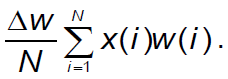 Δw/N ∑_{i=1}^{N} x(i)w(i).